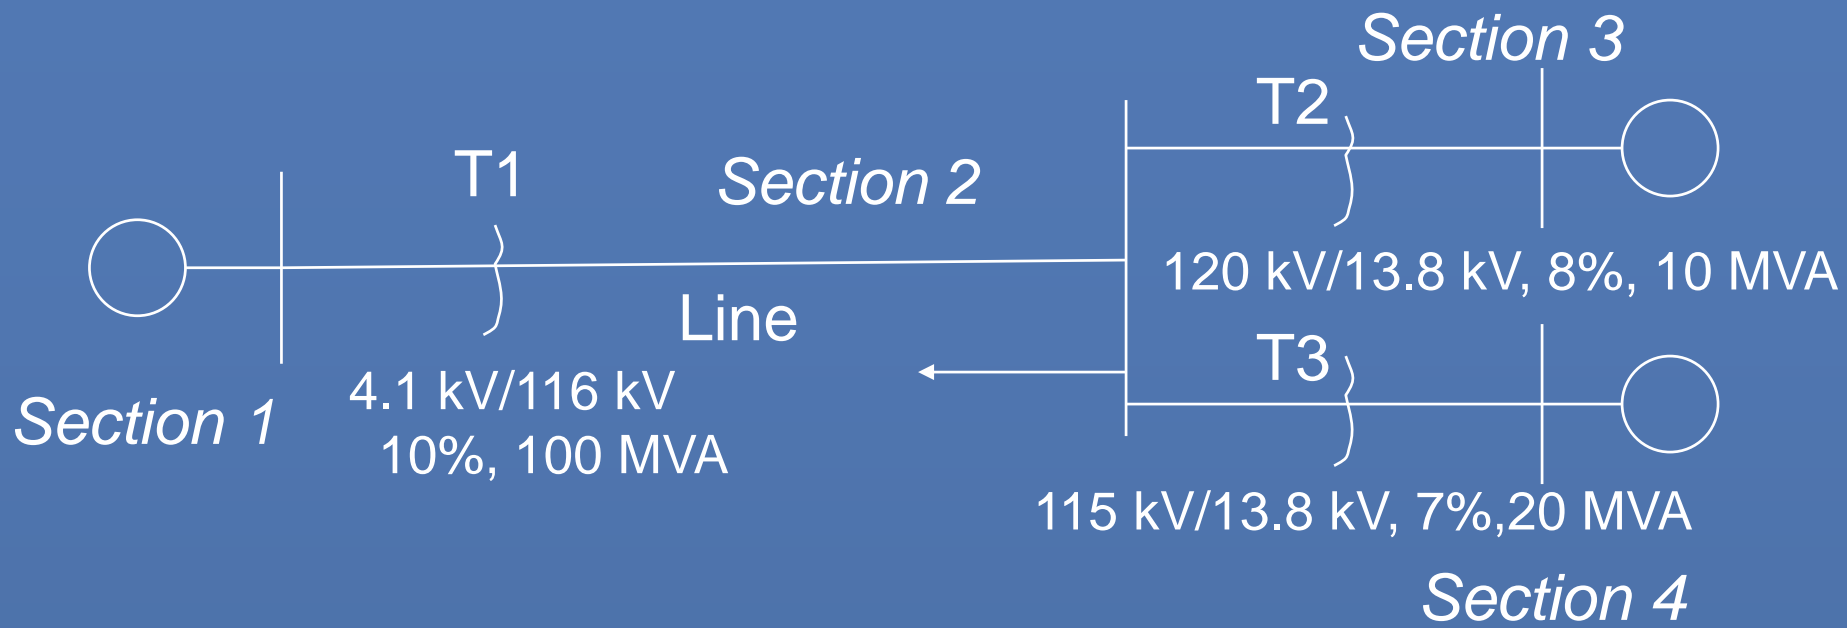 Section 3
T2
T1
Section 2
120 kV/13.8 kV, 8%, 10 MVA
Line
T3
4.1 kV/116 kV
Section 1
10%, 100 MVA
115 kV/13.8 kV, 7%,20 MVA
Section 4